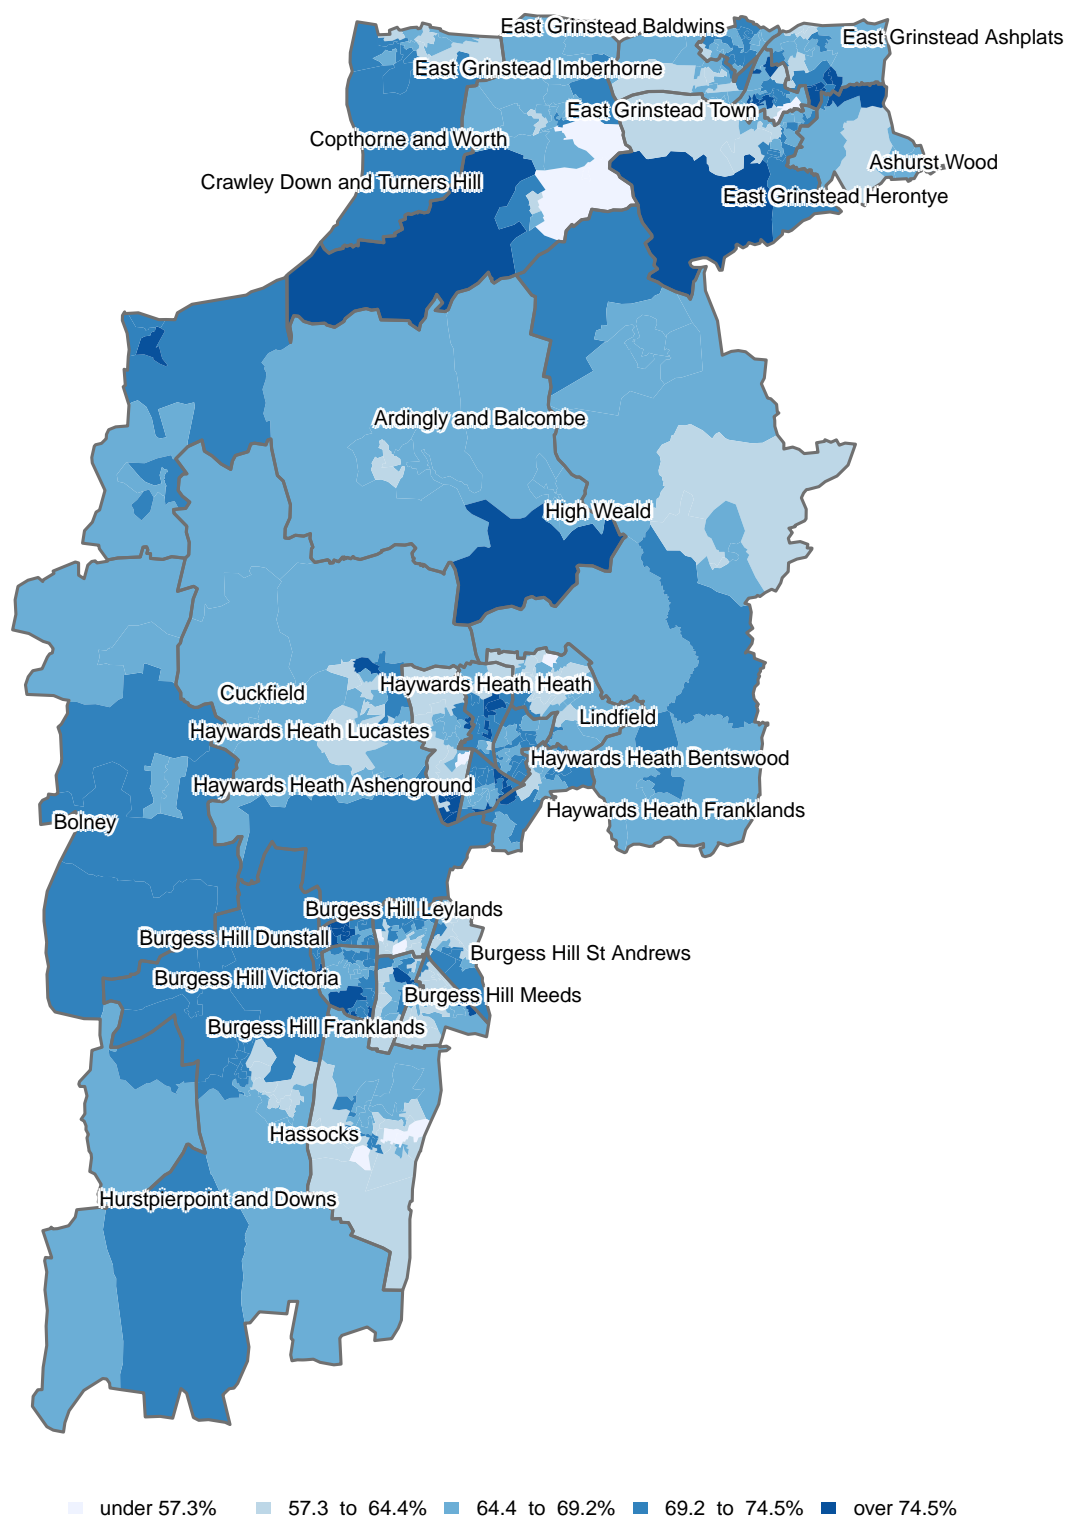 East Grinstead Baldwins
East Grinstead Ashplats
East Grinstead Imberhorne
East Grinstead Town
Copthorne and Worth
Ashurst Wood
Crawley Down and Turners Hill
East Grinstead Herontye
Ardingly and Balcombe
High Weald
Haywards Heath Heath
Cuckfield
Lindfield
Haywards Heath Lucastes
Haywards Heath Bentswood
Haywards Heath Ashenground
Haywards Heath Franklands
Bolney
Burgess Hill Leylands
Burgess Hill Dunstall
Burgess Hill St Andrews
Burgess Hill Victoria
Burgess Hill Meeds
Burgess Hill Franklands
Hassocks
Hurstpierpoint and Downs
under 57.3% 57.3 to 64.4% 64.4 to 69.2% 69.2 to 74.5% over 74.5%